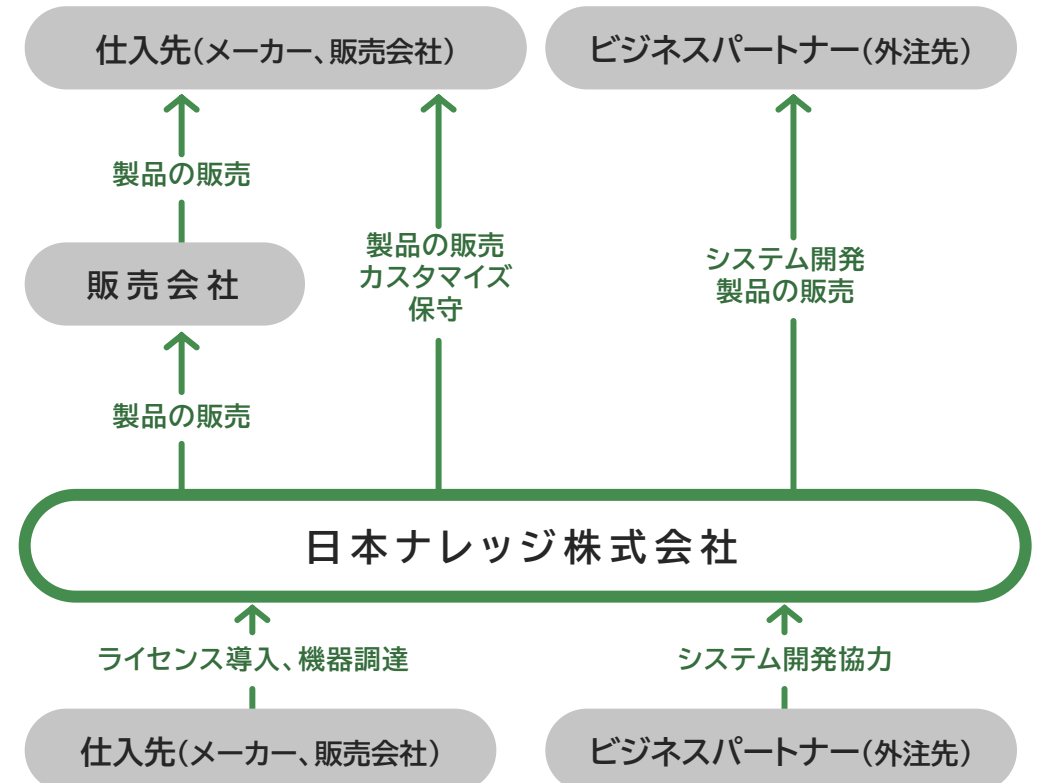 仕入先(メーカー、販売会社)
ビジネスパートナー(外注先)
製品の販売
製品の販売
カスタマイズ
保守
システム開発
製品の販売
販売会社
製品の販売
日本ナレッジ株式会社
ライセンス導入、機器調達
システム開発協力
仕入先(メーカー、販売会社)
ビジネスパートナー(外注先)